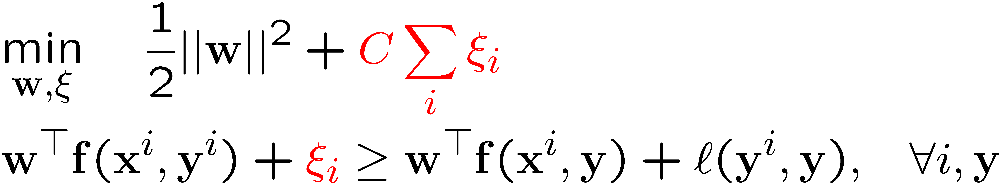 min_{w,ξ} 1/2 ||w||² + C ∑_i ξ_i
w^⊤ f(x^i, y^i) + ξ_i ≥ w^⊤ f(x^i, y) + ℓ(y^i, y), ∀i, y